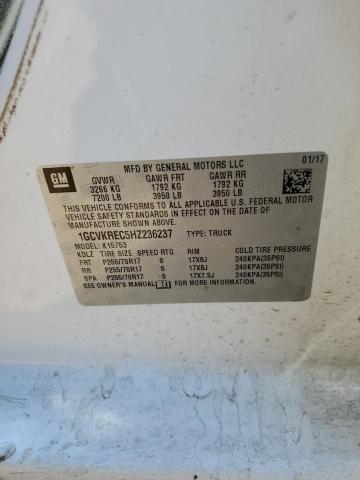 GM
MFD BY GENERAL MOTORS LLC 01/17
GVWR GAWR FRT GAWR RR
3266 KG 1792 KG 1792 KG
7200 LB 3950 LB 3950 LB
THIS VEHICLE CONFORMS TO ALL APPLICABLE U.S. FEDERAL MOTOR
VEHICLE SAFETY STANDARDS IN EFFECT ON THE DATE OF
MANUFACTURE SHOWN ABOVE.
1GCVKREC5HZ236237 TYPE: TRUCK
MODEL: K15753
KDLZ TIRE SIZE SPEED RTG RIM COLD TIRE PRESSURE
FRT P255/70R17 S 17X8J 240KPA(35PSI)
RR P255/70R17 S 17X8J 240KPA(35PSI)
SPA P255/70R17 S 17X7.5J 240KPA(35PSI)
SEE OWNER'S MANUAL FOR MORE INFORMATION.